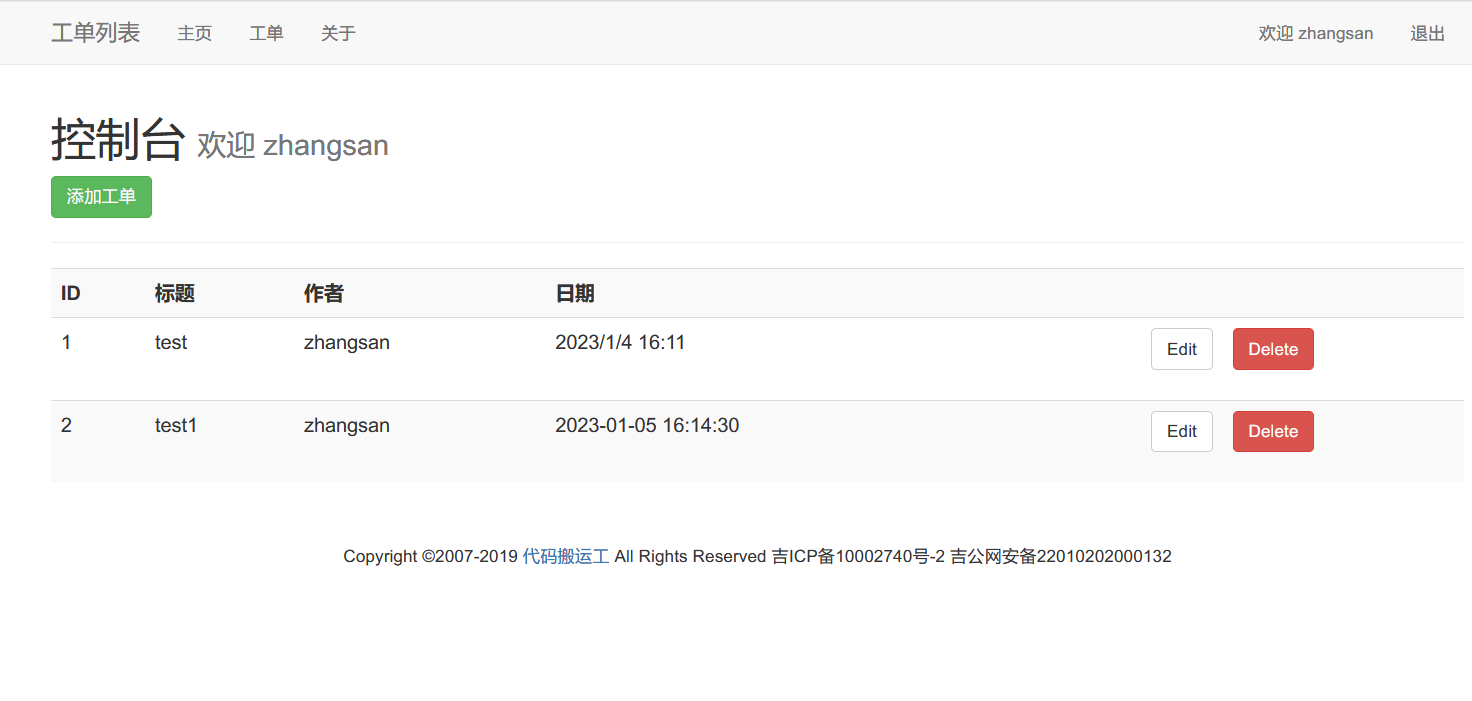 工单列表 主页 工单 关于 欢迎 zhangsan 退出
控制台 欢迎 zhangsan
添加工单
ID 标题 作者 日期
1 test zhangsan 2023/1/4 16:11 Edit Delete
2 test1 zhangsan 2023-01-05 16:14:30 Edit Delete
Copyright ©2007-2019 代码搬运工 All Rights Reserved 吉ICP备10002740号-2 吉公网安备22010202000132